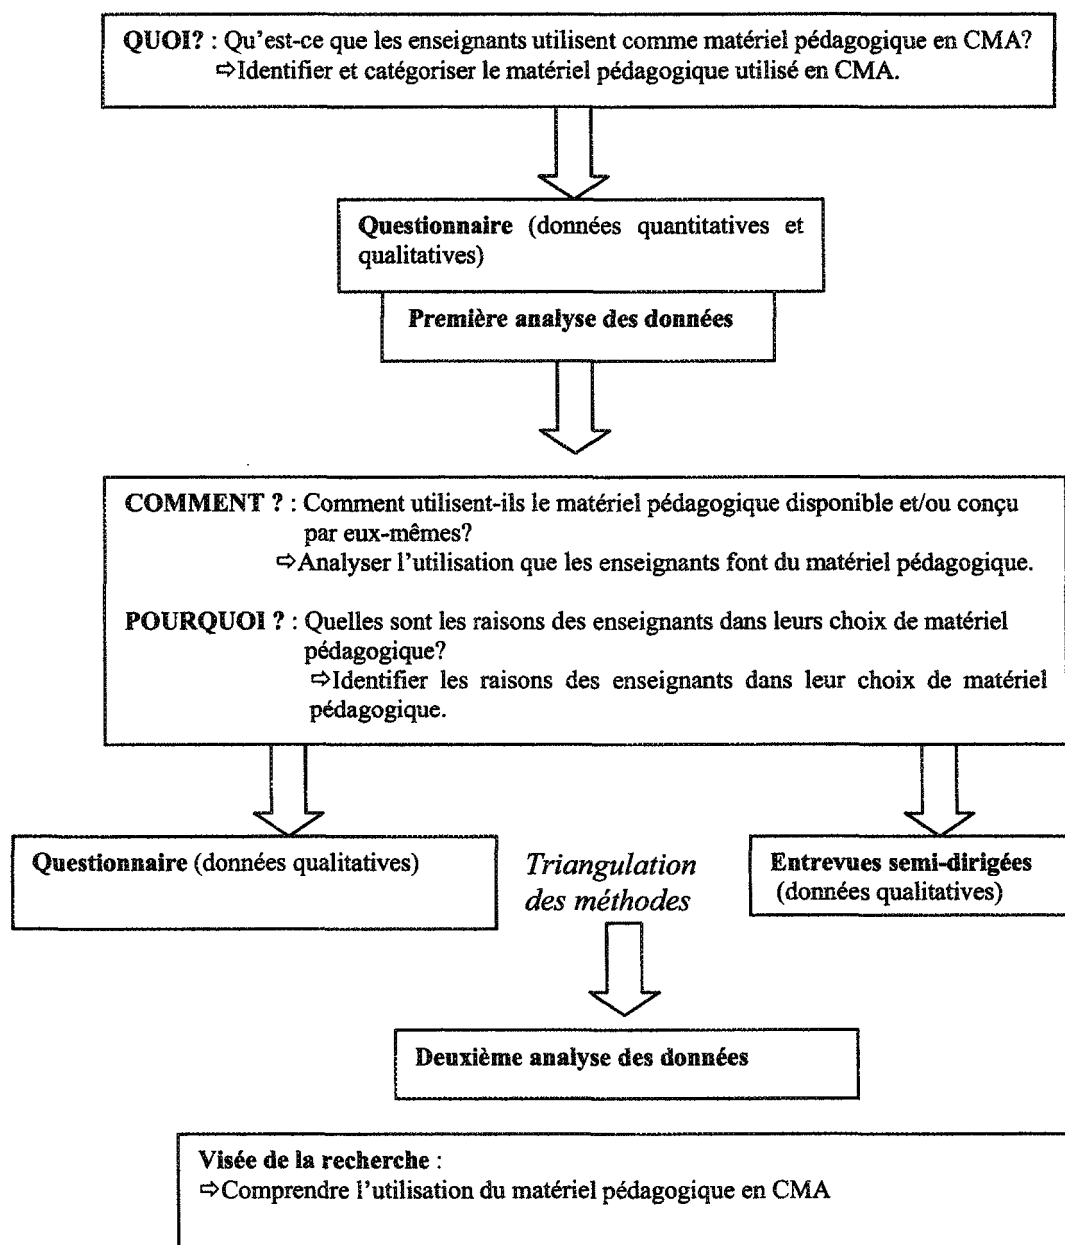 QUOI? : Qu'est-ce que les enseignants utilisent comme matériel pédagogique en CMA?
⇨Identifier et catégoriser le matériel pédagogique utilisé en CMA.
Questionnaire (données quantitatives et
qualitatives)
Première analyse des données
COMMENT ? : Comment utilisent-ils le matériel pédagogique disponible et/ou conçu
par eux-mêmes?
⇨Analyser l'utilisation que les enseignants font du matériel pédagogique.
POURQUOI ? : Quelles sont les raisons des enseignants dans leurs choix de matériel
pédagogique?
⇨Identifier les raisons des enseignants dans leur choix de matériel
pédagogique.
Questionnaire (données qualitatives)
Triangulation
des méthodes
Entrevues semi-dirigées
(données qualitatives)
Deuxième analyse des données
Visée de la recherche :
⇨Comprendre l'utilisation du matériel pédagogique en CMA